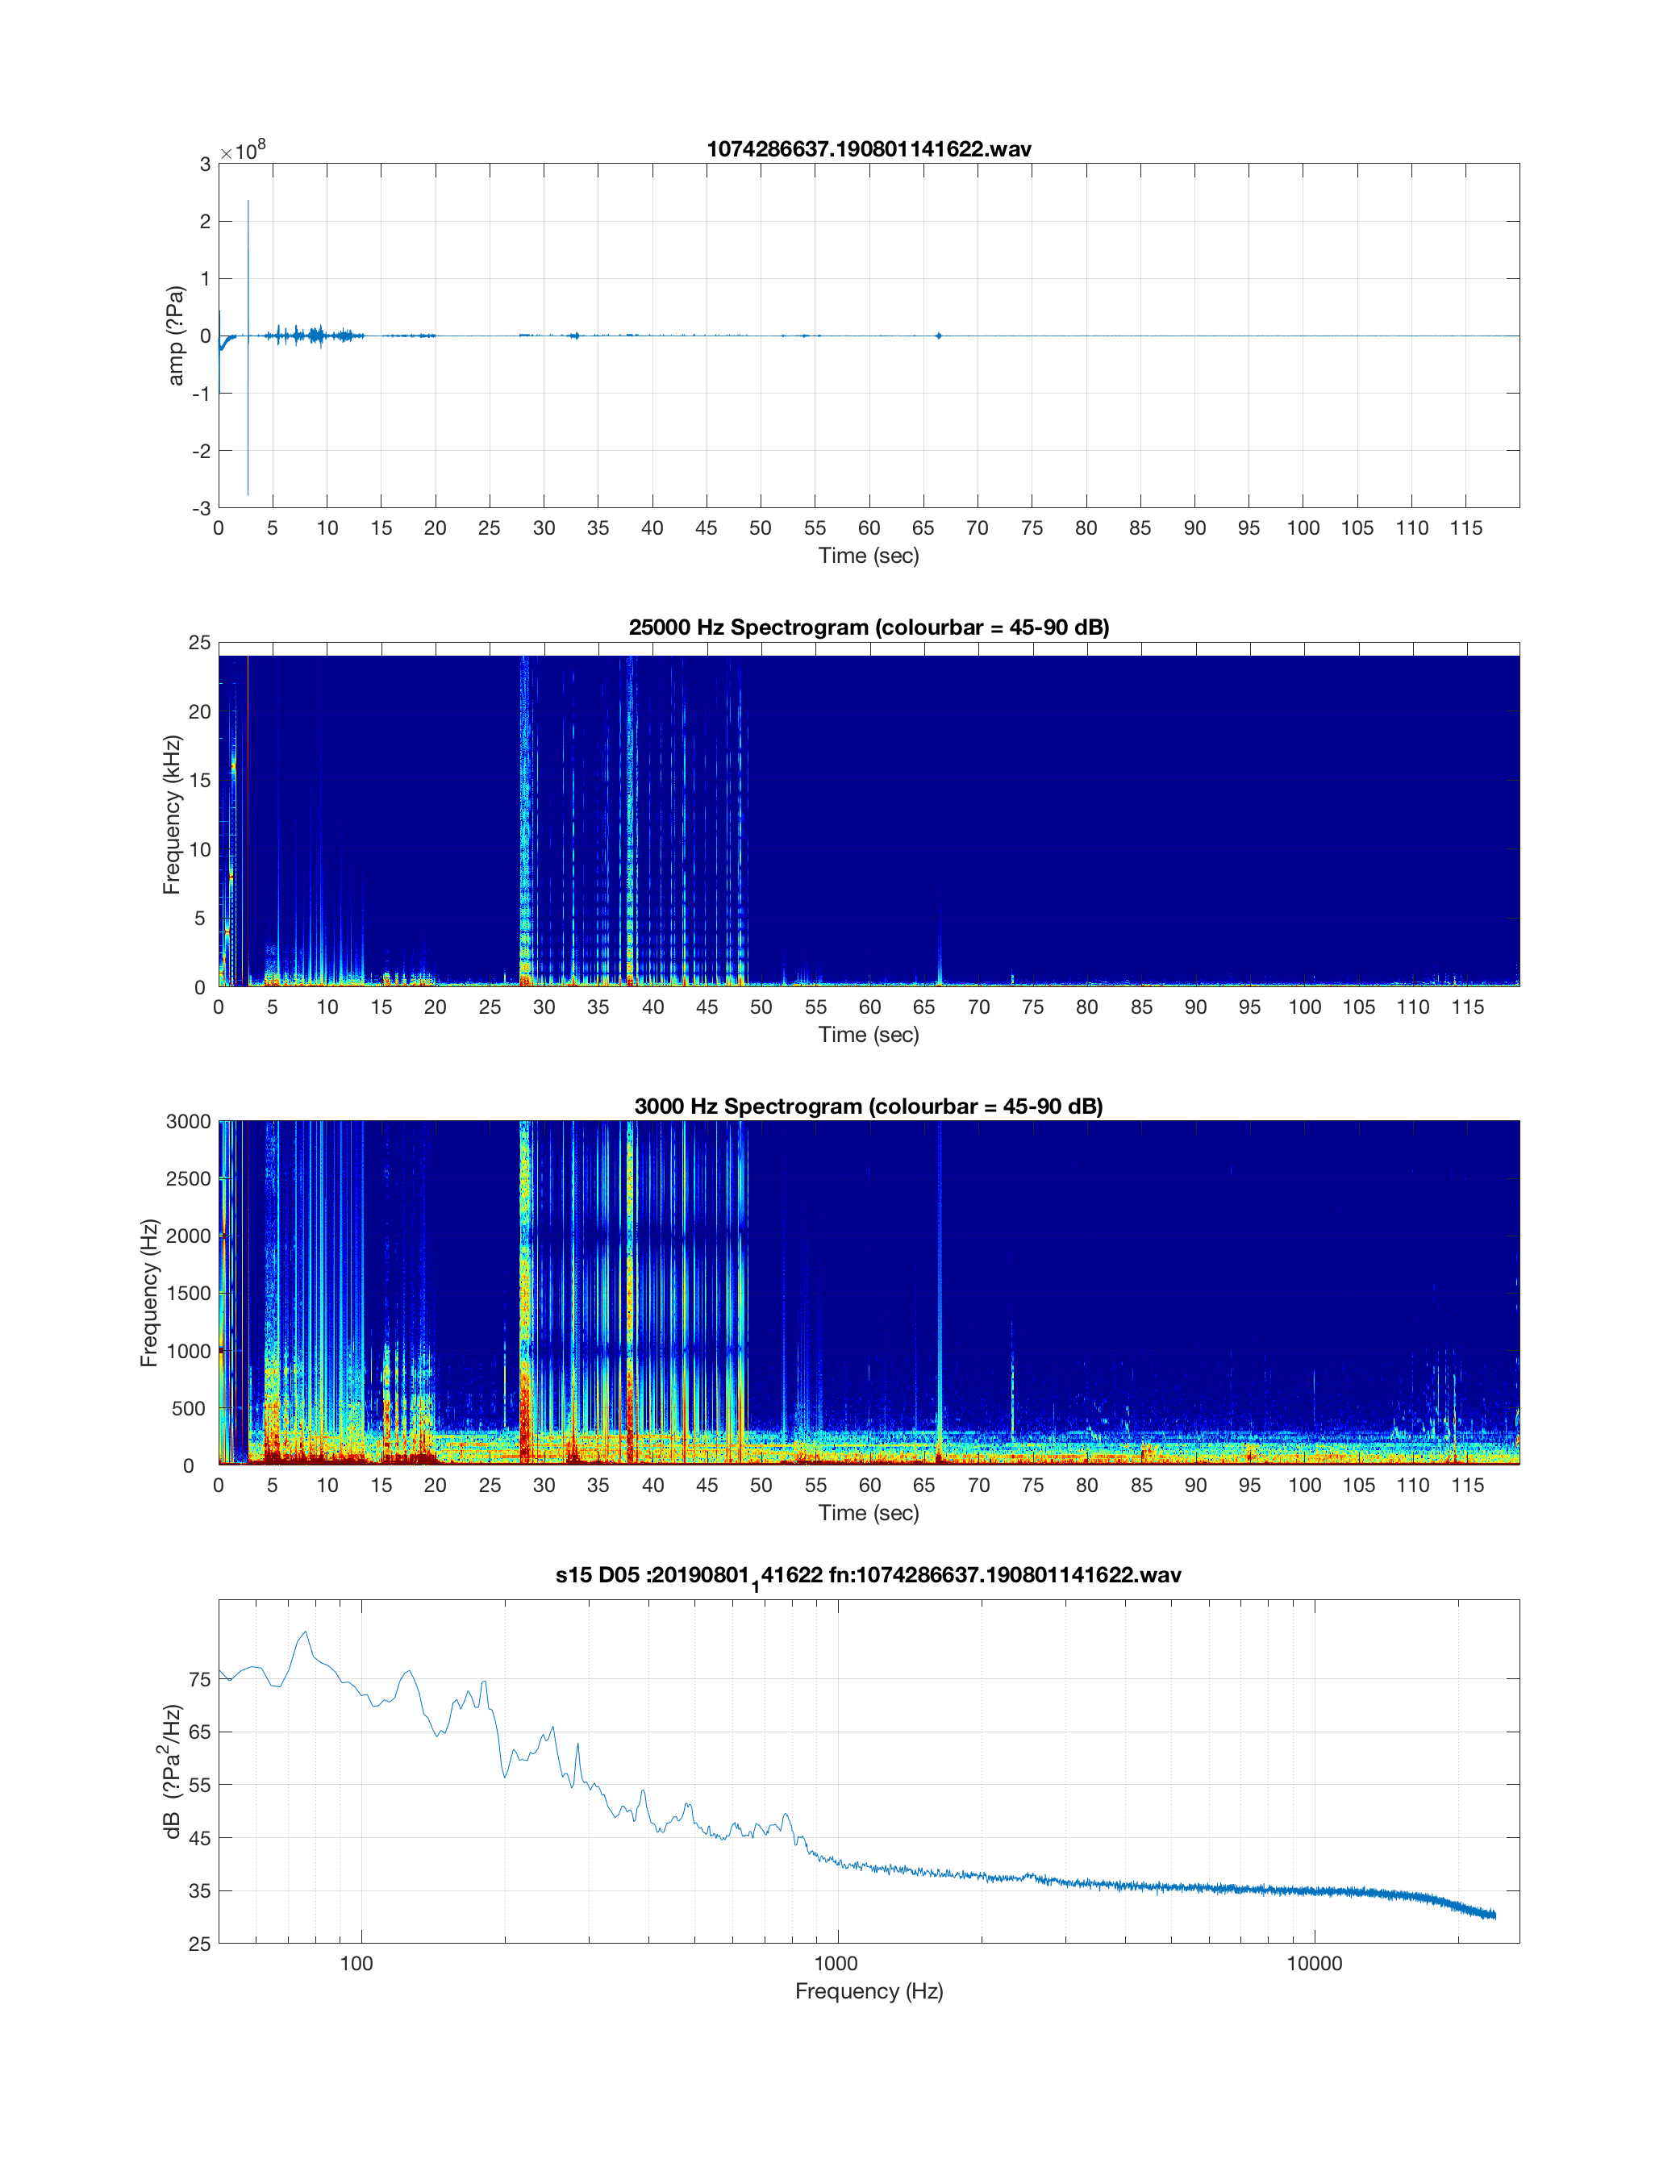 1074286637.190801141622.wav
×10^8
3
2
1
0
-1
-2
-3
amp (?Pa)
0 5 10 15 20 25 30 35 40 45 50 55 60 65 70 75 80 85 90 95 100 105 110 115
Time (sec)
25000 Hz Spectrogram (colourbar = 45-90 dB)
25
20
15
10
5
0
Frequency (kHz)
0 5 10 15 20 25 30 35 40 45 50 55 60 65 70 75 80 85 90 95 100 105 110 115
Time (sec)
3000 Hz Spectrogram (colourbar = 45-90 dB)
3000
2500
2000
1500
1000
500
0
Frequency (Hz)
0 5 10 15 20 25 30 35 40 45 50 55 60 65 70 75 80 85 90 95 100 105 110 115
Time (sec)
s15 D05 :20190801₁41622 fn:1074286637.190801141622.wav
75
65
55
45
35
25
dB (?Pa²/Hz)
100 1000 10000
Frequency (Hz)